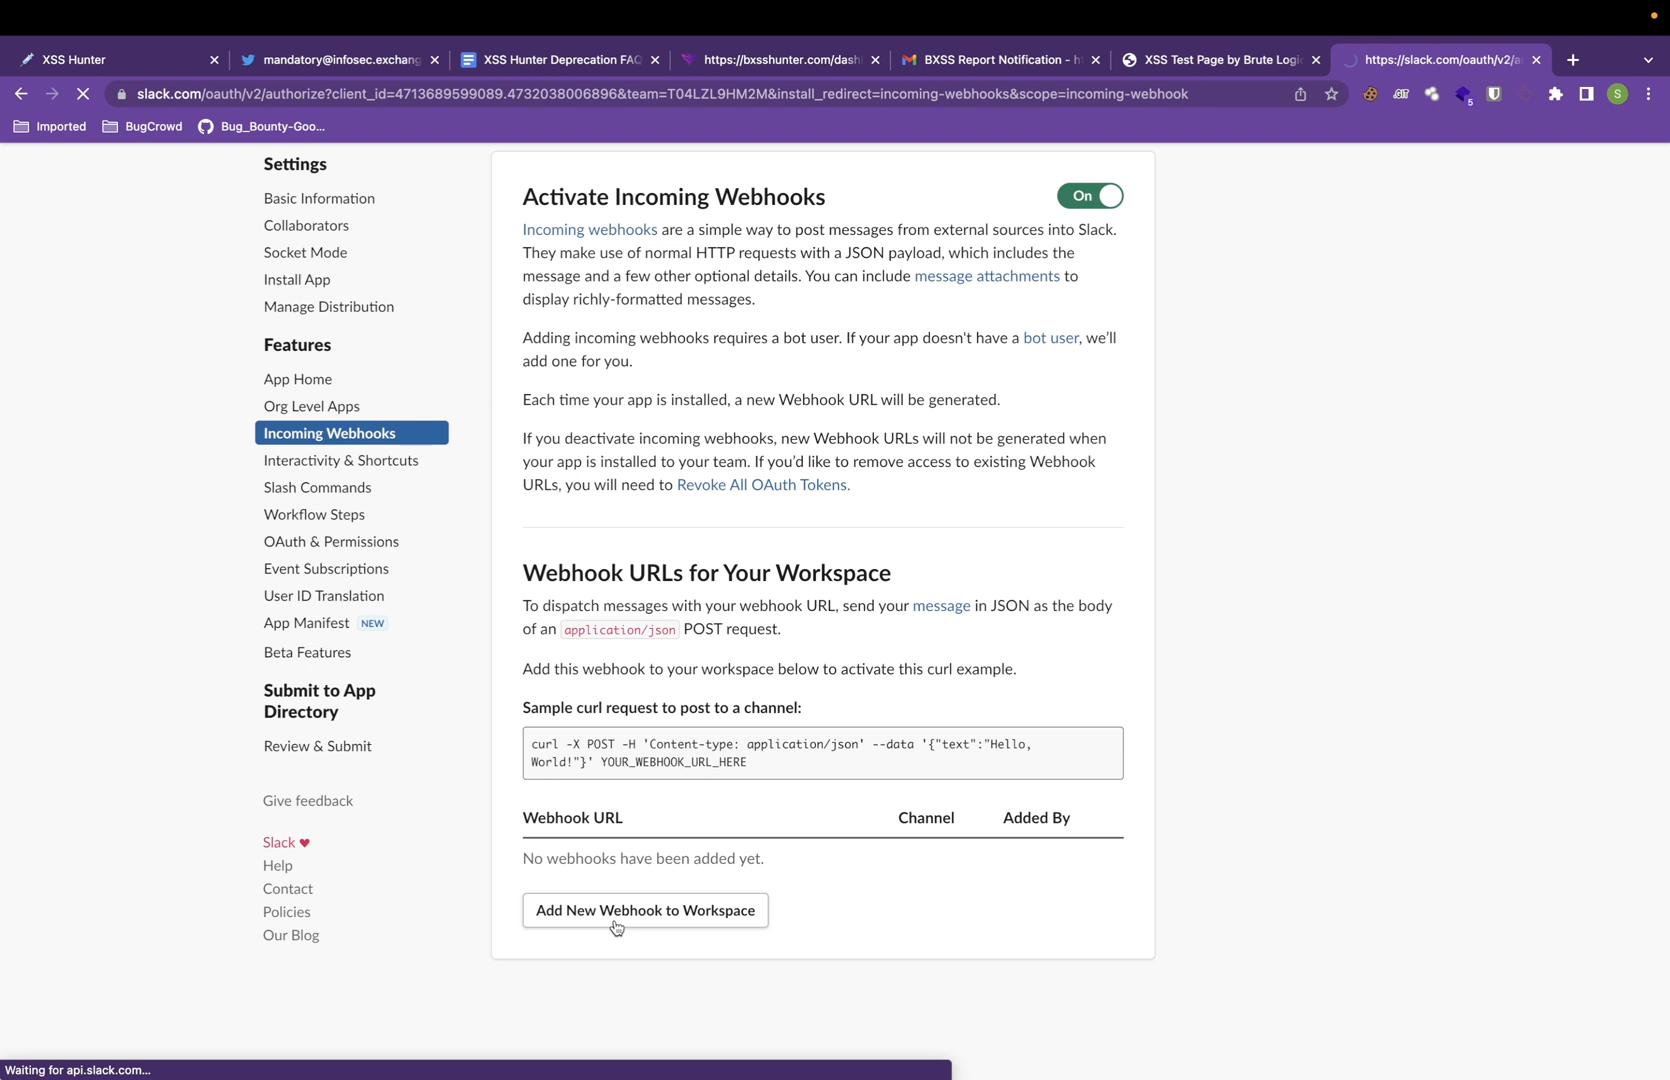 XSS Hunter
mandatory@infosec.exchang
XSS Hunter Deprecation FAQ
https://bxsshunter.com/dash
BXSS Report Notification - h
XSS Test Page by Brute Logic
https://slack.com/oauth/v2/a
slack.com/oauth/v2/authorize?client_id=4713689599089.4732038006896&team=T04LZL9HM2M&install_redirect=incoming-webhooks&scope=incoming-webhook
5
S
Imported
BugCrowd
Bug_Bounty-Goo...
Settings
Basic Information
Collaborators
Socket Mode
Install App
Manage Distribution
Features
App Home
Org Level Apps
Incoming Webhooks
Interactivity & Shortcuts
Slash Commands
Workflow Steps
OAuth & Permissions
Event Subscriptions
User ID Translation
App Manifest NEW
Beta Features
Submit to App
Directory
Review & Submit
Give feedback
Slack ♥
Help
Contact
Policies
Our Blog
Activate Incoming Webhooks
On
Incoming webhooks are a simple way to post messages from external sources into Slack.
They make use of normal HTTP requests with a JSON payload, which includes the
message and a few other optional details. You can include message attachments to
display richly-formatted messages.
Adding incoming webhooks requires a bot user. If your app doesn't have a bot user, we'll
add one for you.
Each time your app is installed, a new Webhook URL will be generated.
If you deactivate incoming webhooks, new Webhook URLs will not be generated when
your app is installed to your team. If you'd like to remove access to existing Webhook
URLs, you will need to Revoke All OAuth Tokens.
Webhook URLs for Your Workspace
To dispatch messages with your webhook URL, send your message in JSON as the body
of an application/json POST request.
Add this webhook to your workspace below to activate this curl example.
Sample curl request to post to a channel:
curl -X POST -H 'Content-type: application/json' --data '{"text":"Hello,
World!"}' YOUR_WEBHOOK_URL_HERE
Webhook URL Channel Added By
No webhooks have been added yet.
Add New Webhook to Workspace
Waiting for api.slack.com...